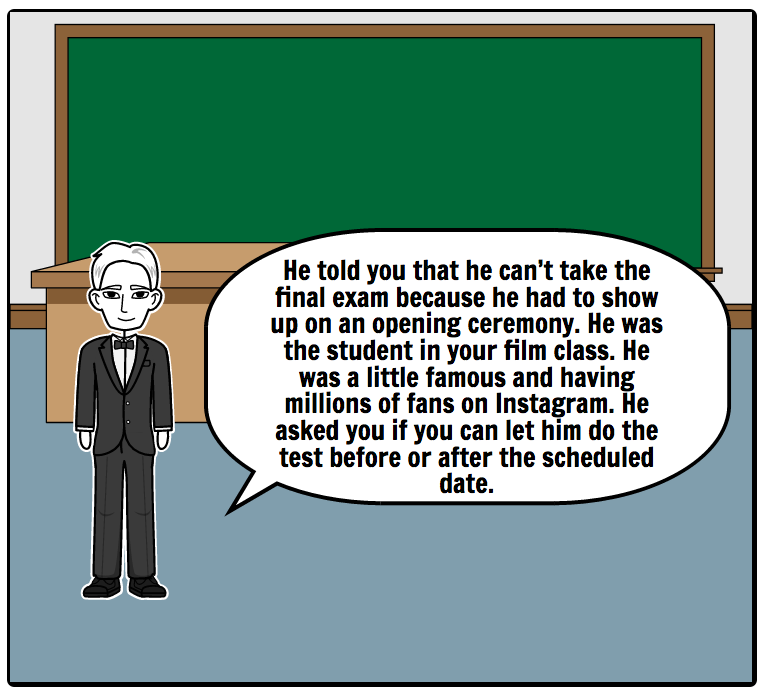 He told you that he can’t take the
final exam because he had to show
up on an opening ceremony. He was
the student in your film class. He
was a little famous and having
millions of fans on Instagram. He
asked you if you can let him do the
test before or after the scheduled
date.